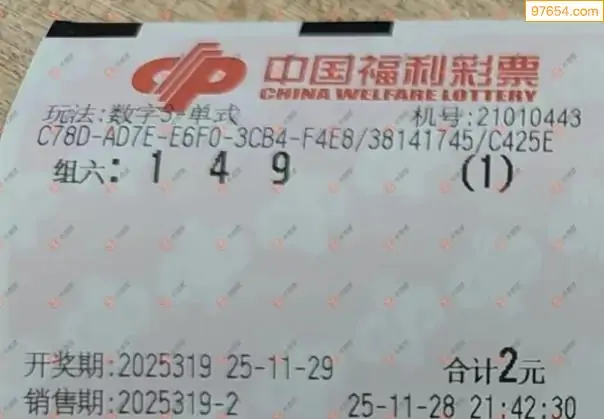 97654.com
中国福利彩票
CHINA WELFARE LOTTERY
玩法:数字3-单式 机号:21010443
C78D-AD7E-E6F0-3CB4-F4E8/38141745/C425E
组六: 1 4 9 (1)
开奖期:2025319 25-11-29 合计2元
销售期:2025319-2 25-11-28 21:42:30